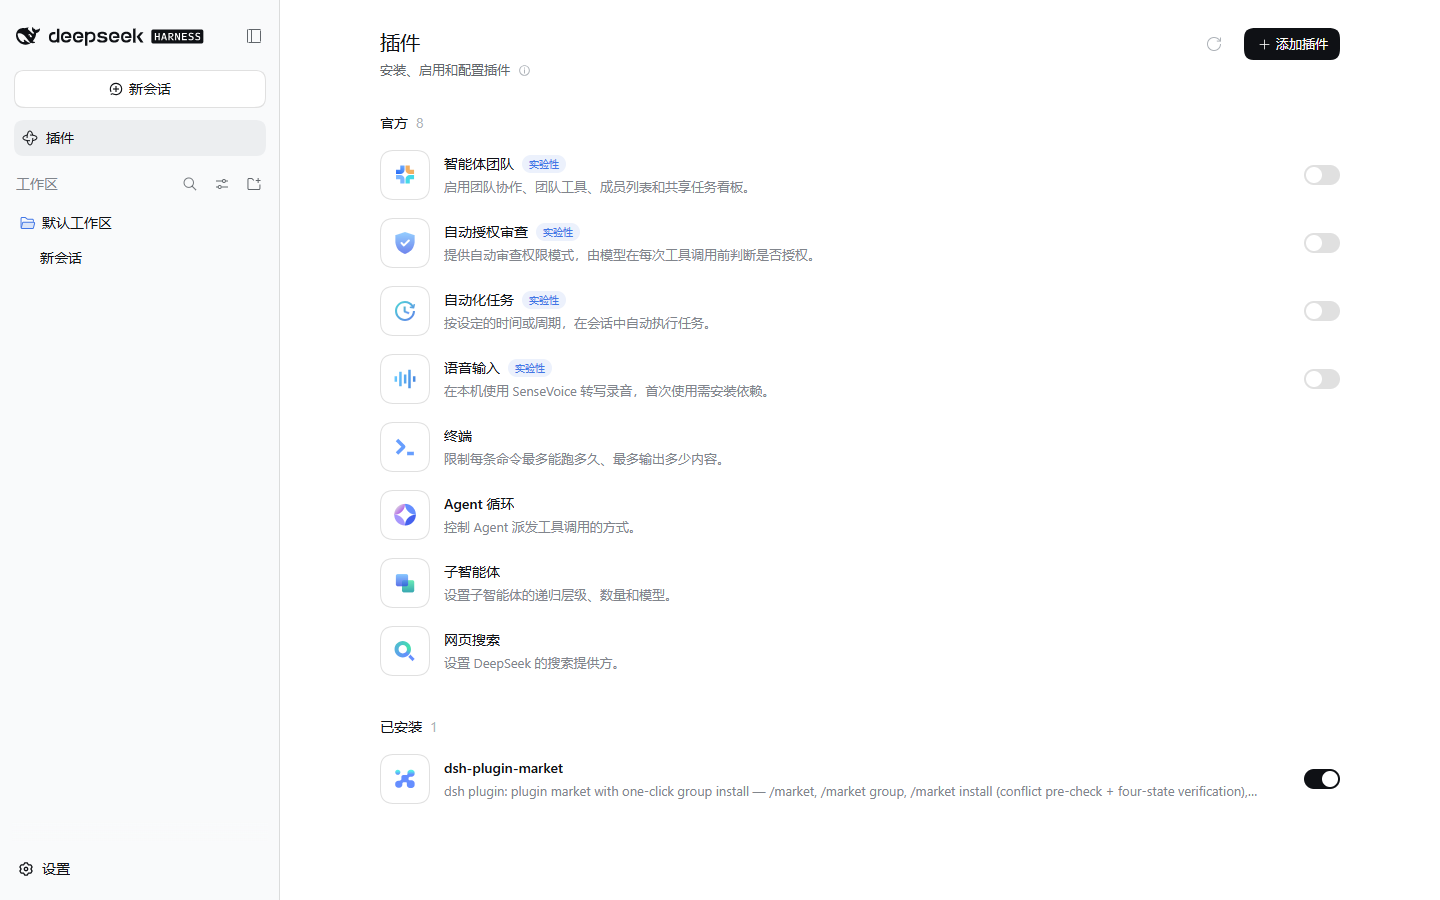 deepseek HARNESS
新会话
插件
工作区
默认工作区
新会话
设置
插件
安装、启用和配置插件
添加插件
官方 8
智能体团队 实验性
启用团队协作、团队工具、成员列表和共享任务看板。
自动授权审查 实验性
提供自动审查权限模式，由模型在每次工具调用前判断是否授权。
自动化任务 实验性
按设定的时间或周期，在会话中自动执行任务。
语音输入 实验性
在本机使用 SenseVoice 转写录音，首次使用需安装依赖。
终端
限制每条命令最多能跑多久、最多输出多少内容。
Agent 循环
控制 Agent 派发工具调用的方式。
子智能体
设置子智能体的递归层级、数量和模型。
网页搜索
设置 DeepSeek 的搜索提供方。
已安装 1
dsh-plugin-market
dsh plugin: plugin market with one-click group install — /market, /market group, /market install (conflict pre-check + four-state verification),...